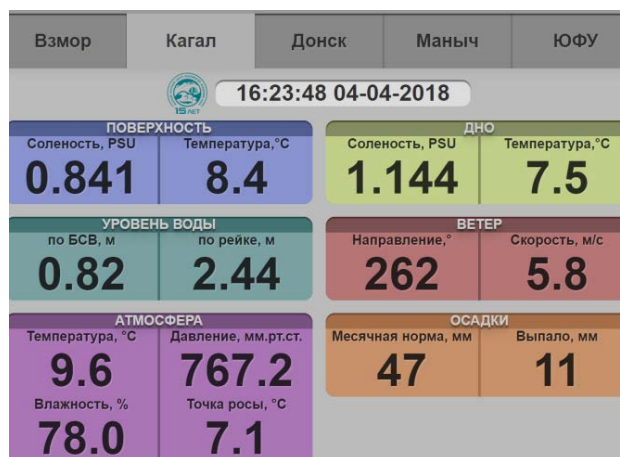 Взмор Кагал Донск Маныч ЮФУ
15 ЛЕТ
16:23:48 04-04-2018
ПОВЕРХНОСТЬ
Соленость, PSU Температура,°C
0.841 8.4
ДНО
Соленость, PSU Температура,°C
1.144 7.5
УРОВЕНЬ ВОДЫ
по БСВ, м по рейке, м
0.82 2.44
ВЕТЕР
Направление,° Скорость, м/с
262 5.8
АТМОСФЕРА
Температура, °C Давление, мм.рт.ст.
9.6 767.2
Влажность, % Точка росы, °C
78.0 7.1
ОСАДКИ
Месячная норма, мм Выпало, мм
47 11